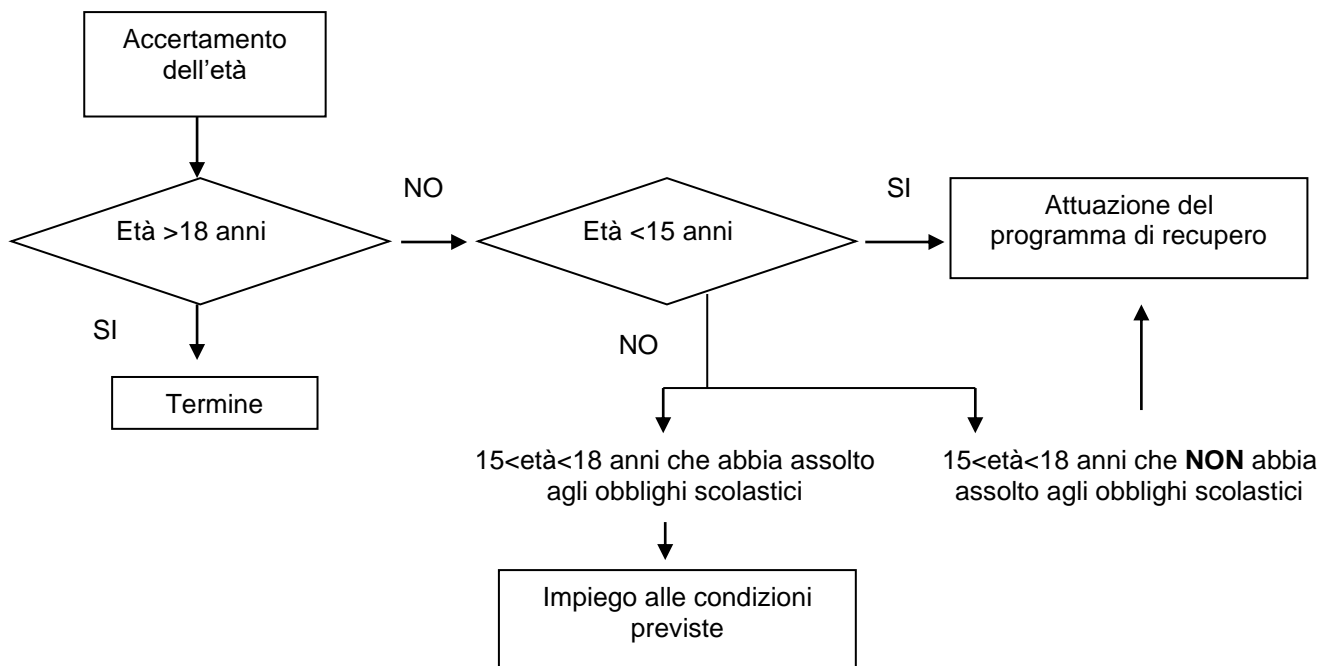 Accertamento
dell’età
NO
SI
Età >18 anni
Età <15 anni
Attuazione del
programma di recupero
SI
NO
Termine
15<età<18 anni che abbia assolto
agli obblighi scolastici
15<età<18 anni che NON abbia
assolto agli obblighi scolastici
Impiego alle condizioni
previste